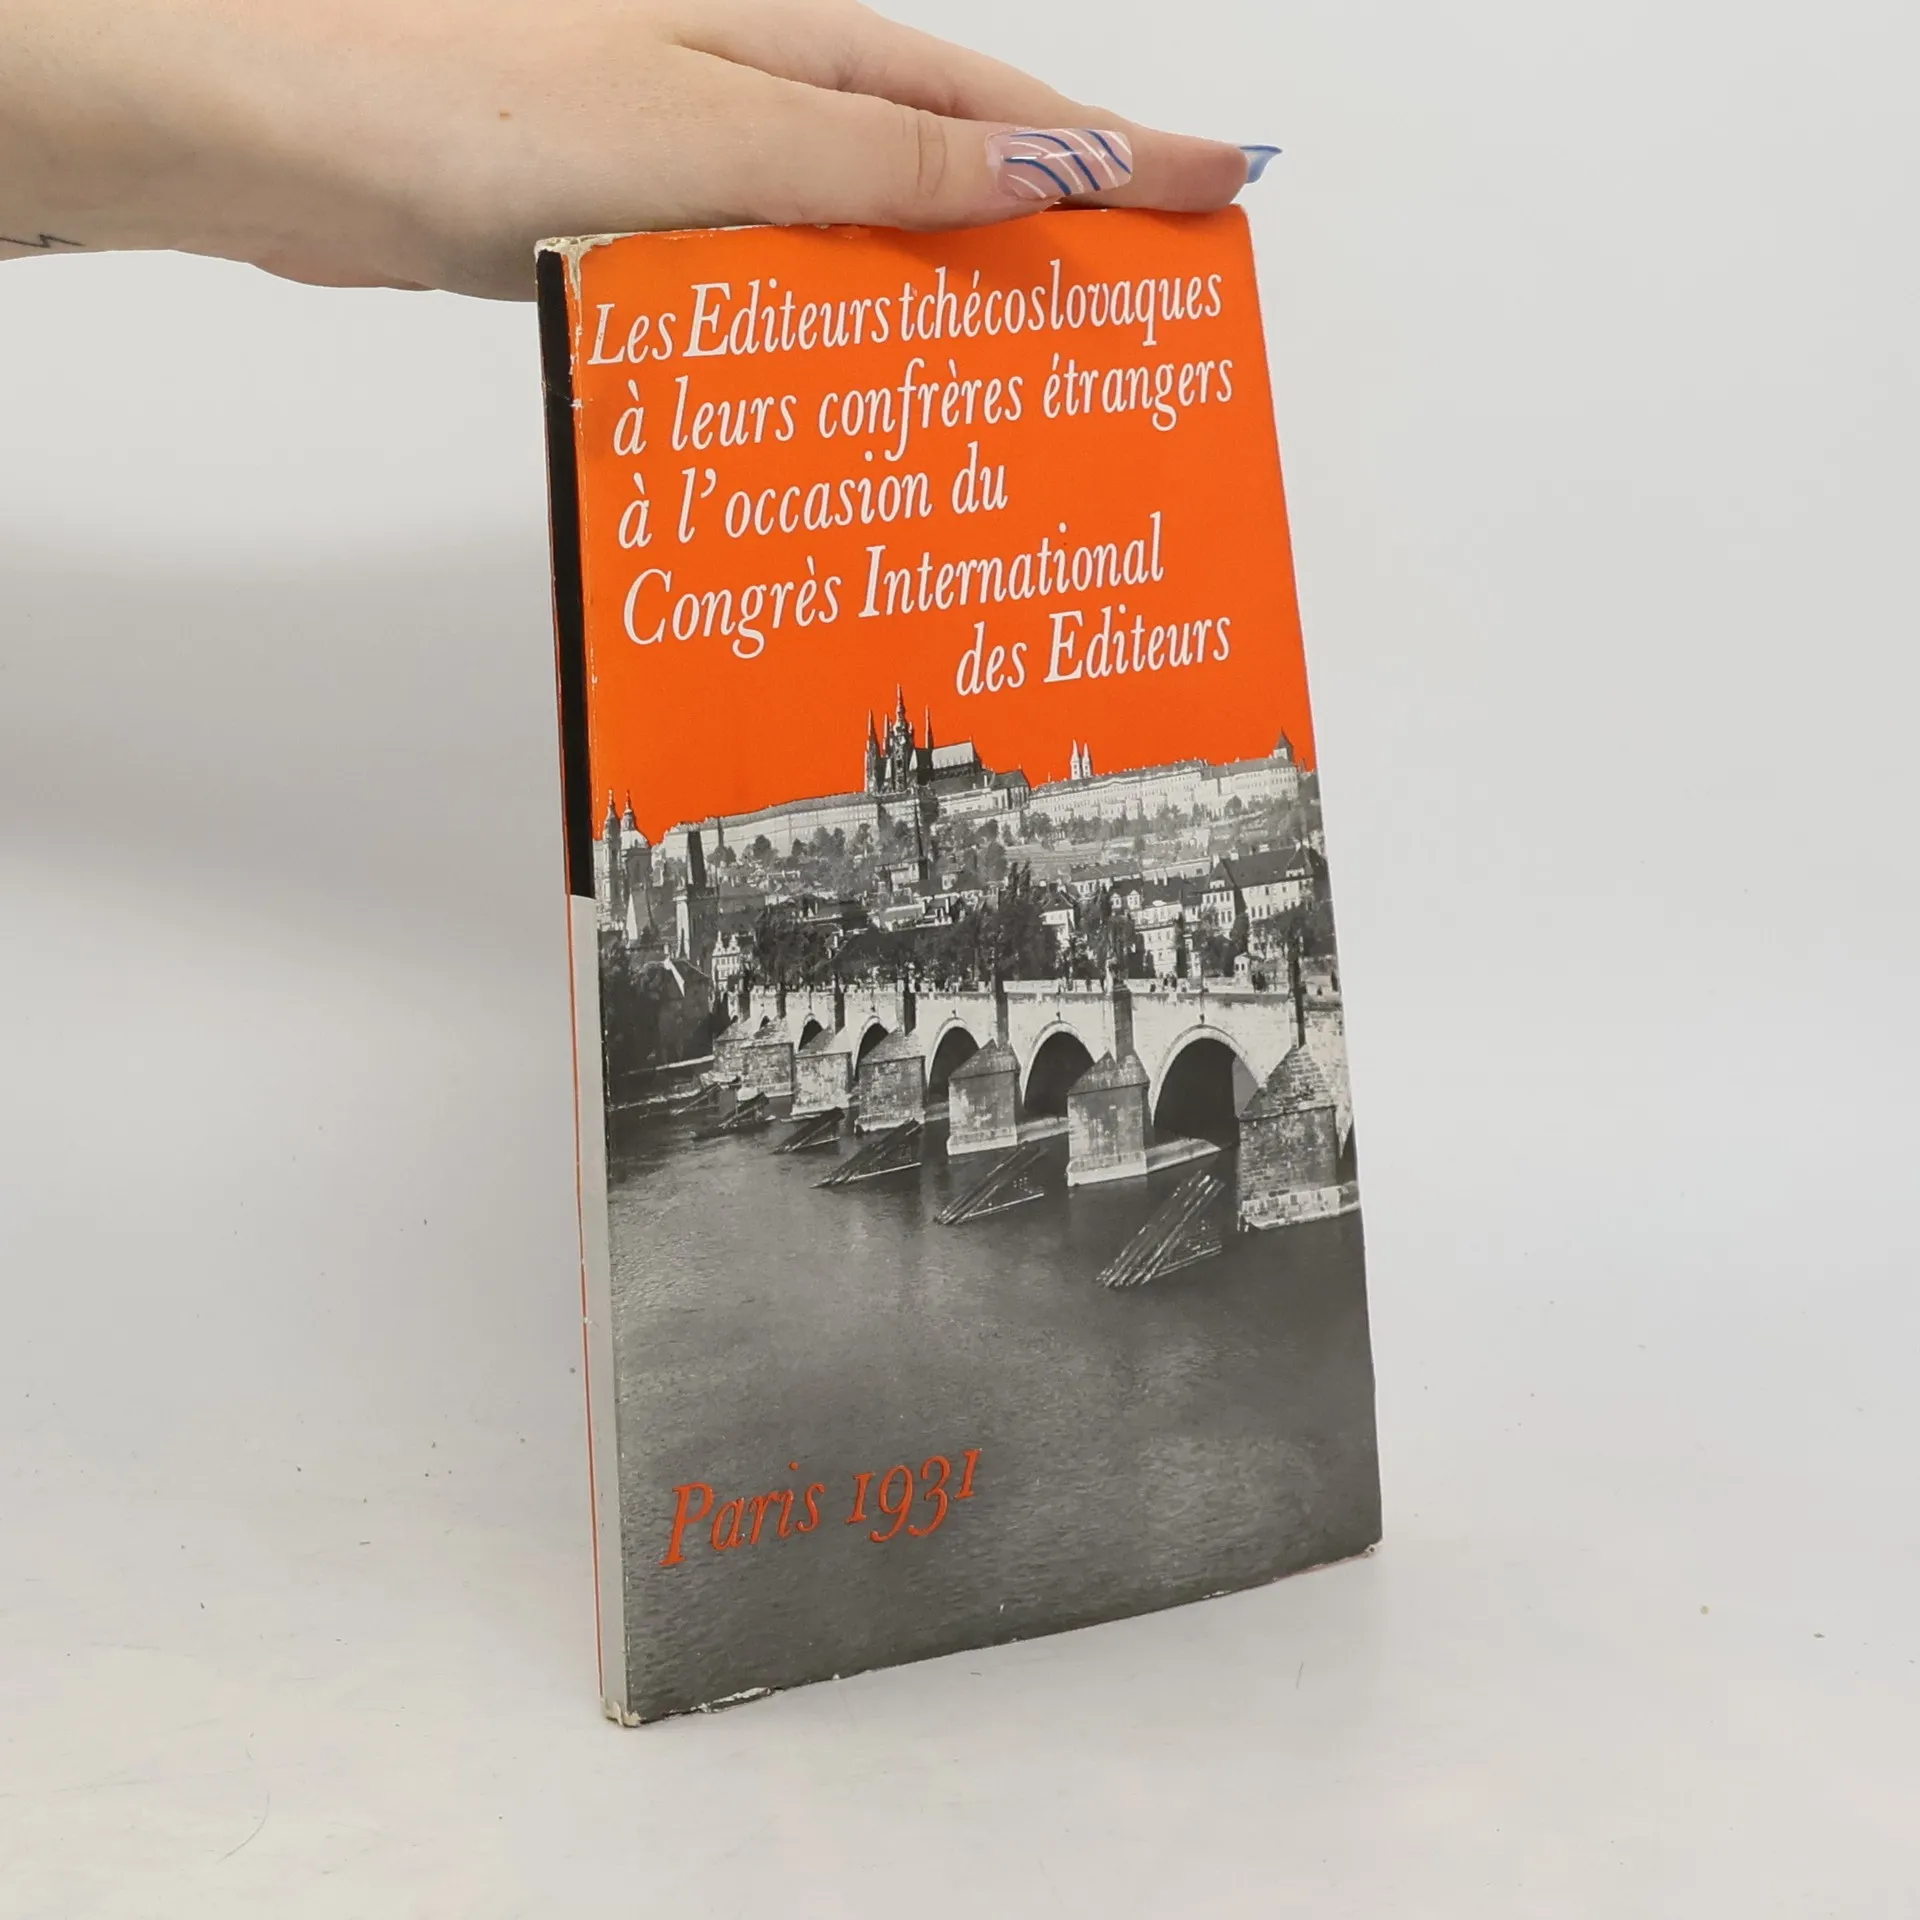 Les Editeurs tchécoslovaques
à leurs confrères étrangers
à l'occasion du
Congrès International
des Editeurs
Paris 1931